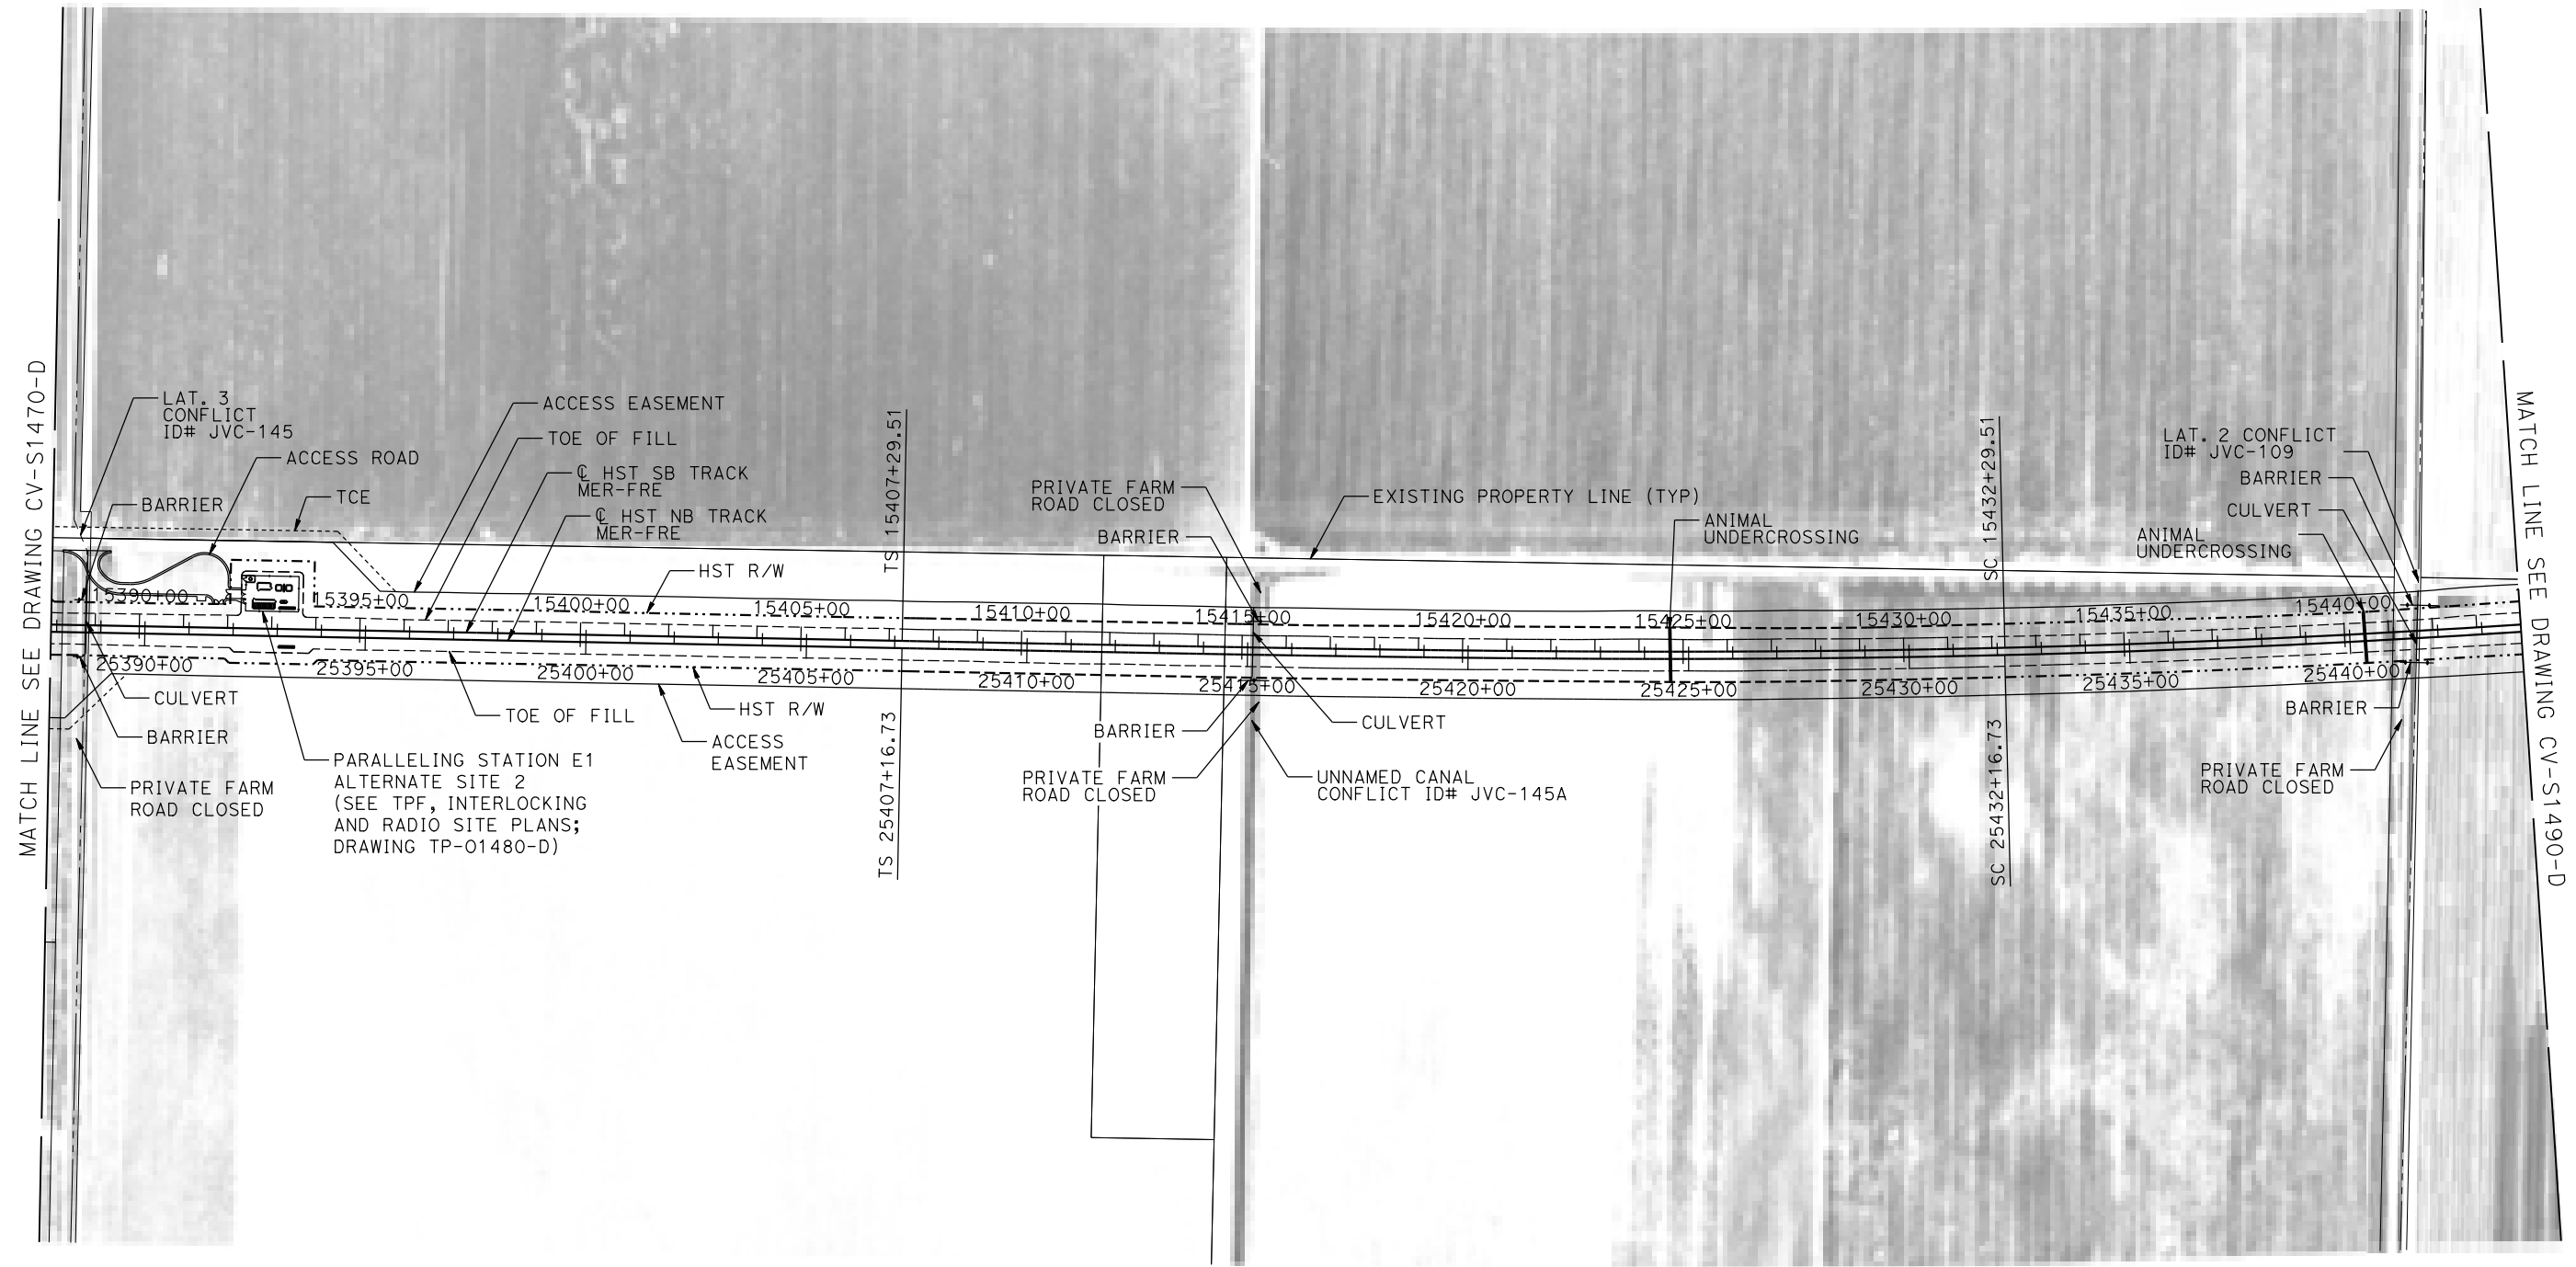 MATCH LINE SEE DRAWING CV-S1470-D
LAT. 3
CONFLICT
ID# JVC-145
ACCESS ROAD
BARRIER
TCE
ACCESS EASEMENT
TOE OF FILL
℄ HST SB TRACK
MER-FRE
℄ HST NB TRACK
MER-FRE
HST R/W
TS 15407+29.51
PRIVATE FARM
ROAD CLOSED
BARRIER
EXISTING PROPERTY LINE (TYP)
ANIMAL
UNDERCROSSING
SC 15432+29.51
LAT. 2 CONFLICT
ID# JVC-109
BARRIER
CULVERT
ANIMAL
UNDERCROSSING
15390+00
15395+00
15400+00
15405+00
15410+00
15415+00
15420+00
15425+00
15430+00
15435+00
15440+00
25390+00
25395+00
25400+00
25405+00
25410+00
25415+00
25420+00
25425+00
25430+00
25435+00
25440+00
CULVERT
BARRIER
PRIVATE FARM
ROAD CLOSED
PARALLELING STATION E1
ALTERNATE SITE 2
(SEE TPF, INTERLOCKING
AND RADIO SITE PLANS;
DRAWING TP-01480-D)
TOE OF FILL
HST R/W
ACCESS
EASEMENT
TS 25407+16.73
BARRIER
PRIVATE FARM
ROAD CLOSED
CULVERT
UNNAMED CANAL
CONFLICT ID# JVC-145A
SC 25432+16.73
BARRIER
PRIVATE FARM
ROAD CLOSED
MATCH LINE SEE DRAWING CV-S1490-D